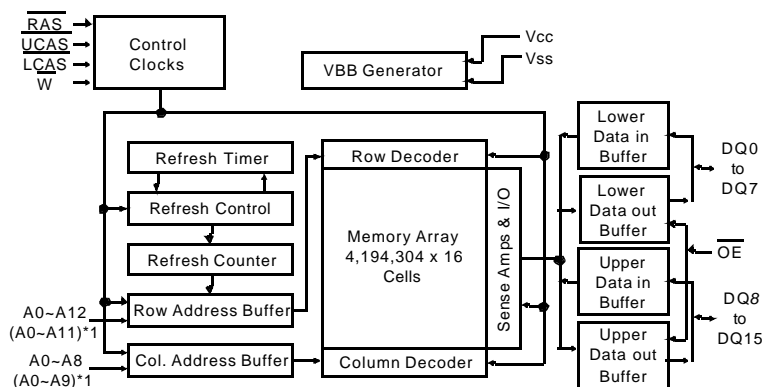 RAS
UCAS
LCAS
W
Control
Clocks
VBB Generator
Vcc
Vss
Refresh Timer
Refresh Control
Refresh Counter
Row Address Buffer
Col. Address Buffer
A0~A12
(A0~A11)*1
A0~A8
(A0~A9)*1
Row Decoder
Memory Array
4,194,304 x 16
Cells
Column Decoder
Sense Amps & I/O
Lower
Data in
Buffer
Lower
Data out
Buffer
Upper
Data in
Buffer
Upper
Data out
Buffer
DQ0
to
DQ7
OE
DQ8
to
DQ15